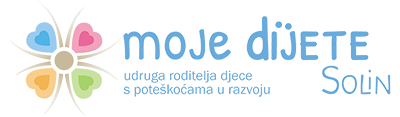 moje dijete
udruga roditelja djece
s poteškoćama u razvoju
Solin